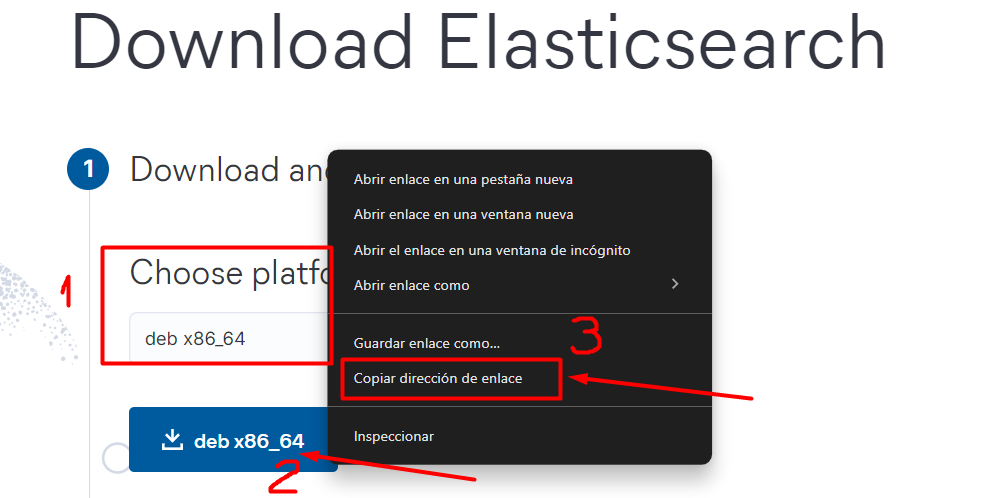 Download Elasticsearch
1
Download and
Abrir enlace en una pestaña nueva
Abrir enlace en una ventana nueva
Abrir el enlace en una ventana de incógnito
Abrir enlace como
1
Choose platfo
deb x86_64
Guardar enlace como...
3
Copiar dirección de enlace
Inspeccionar
deb x86_64
2